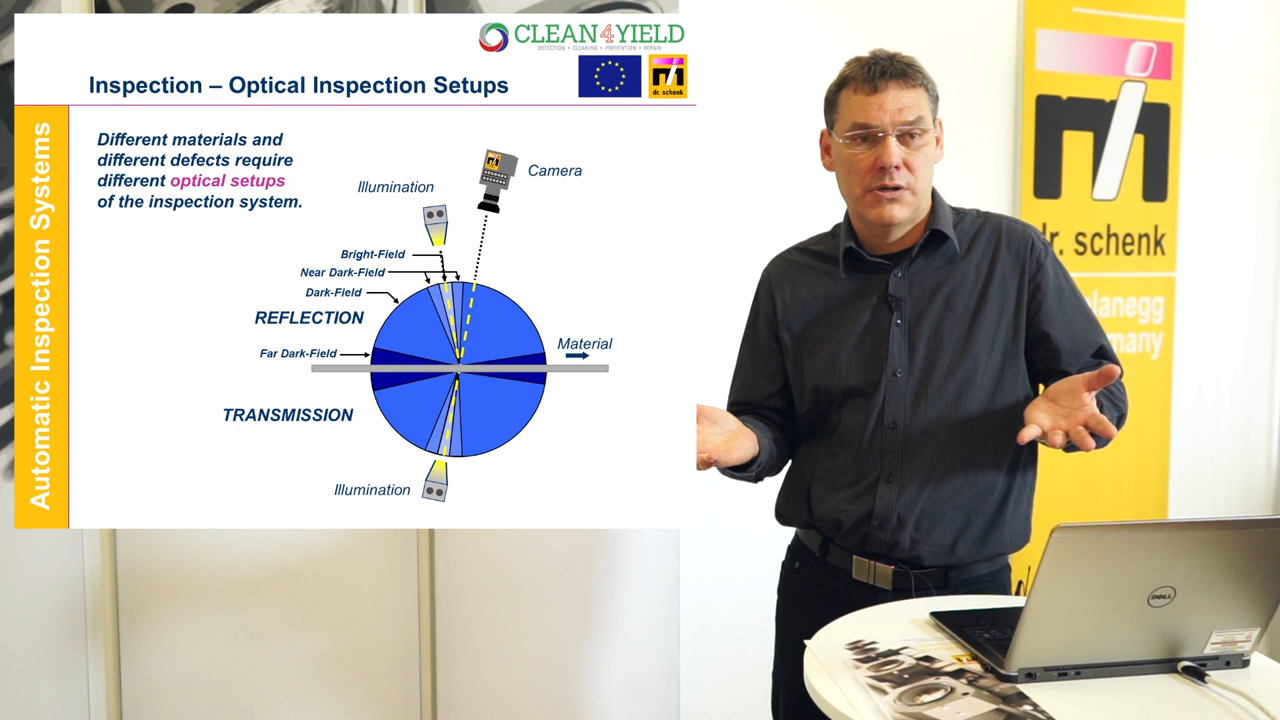 CLEAN4YIELD
DETECTION • CLEANING • PREVENTION • REPAIR
Inspection – Optical Inspection Setups
dr. schenk
Automatic Inspection Systems
Different materials and
different defects require
different optical setups
of the inspection system.
Illumination
Camera
Bright-Field
Near Dark-Field
Dark-Field
REFLECTION
Far Dark-Field
Material
TRANSMISSION
Illumination
dr. schenk
planegg
many
DELL